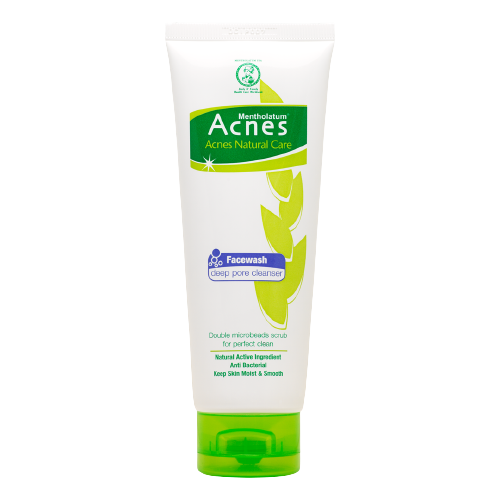 Mentholatum
Acnes
Acnes Natural Care
Facewash
deep pore cleanser
Double microbeads scrub
for perfect clean
Natural Active Ingredient
Anti Bacterial
Keep Skin Moist & Smooth